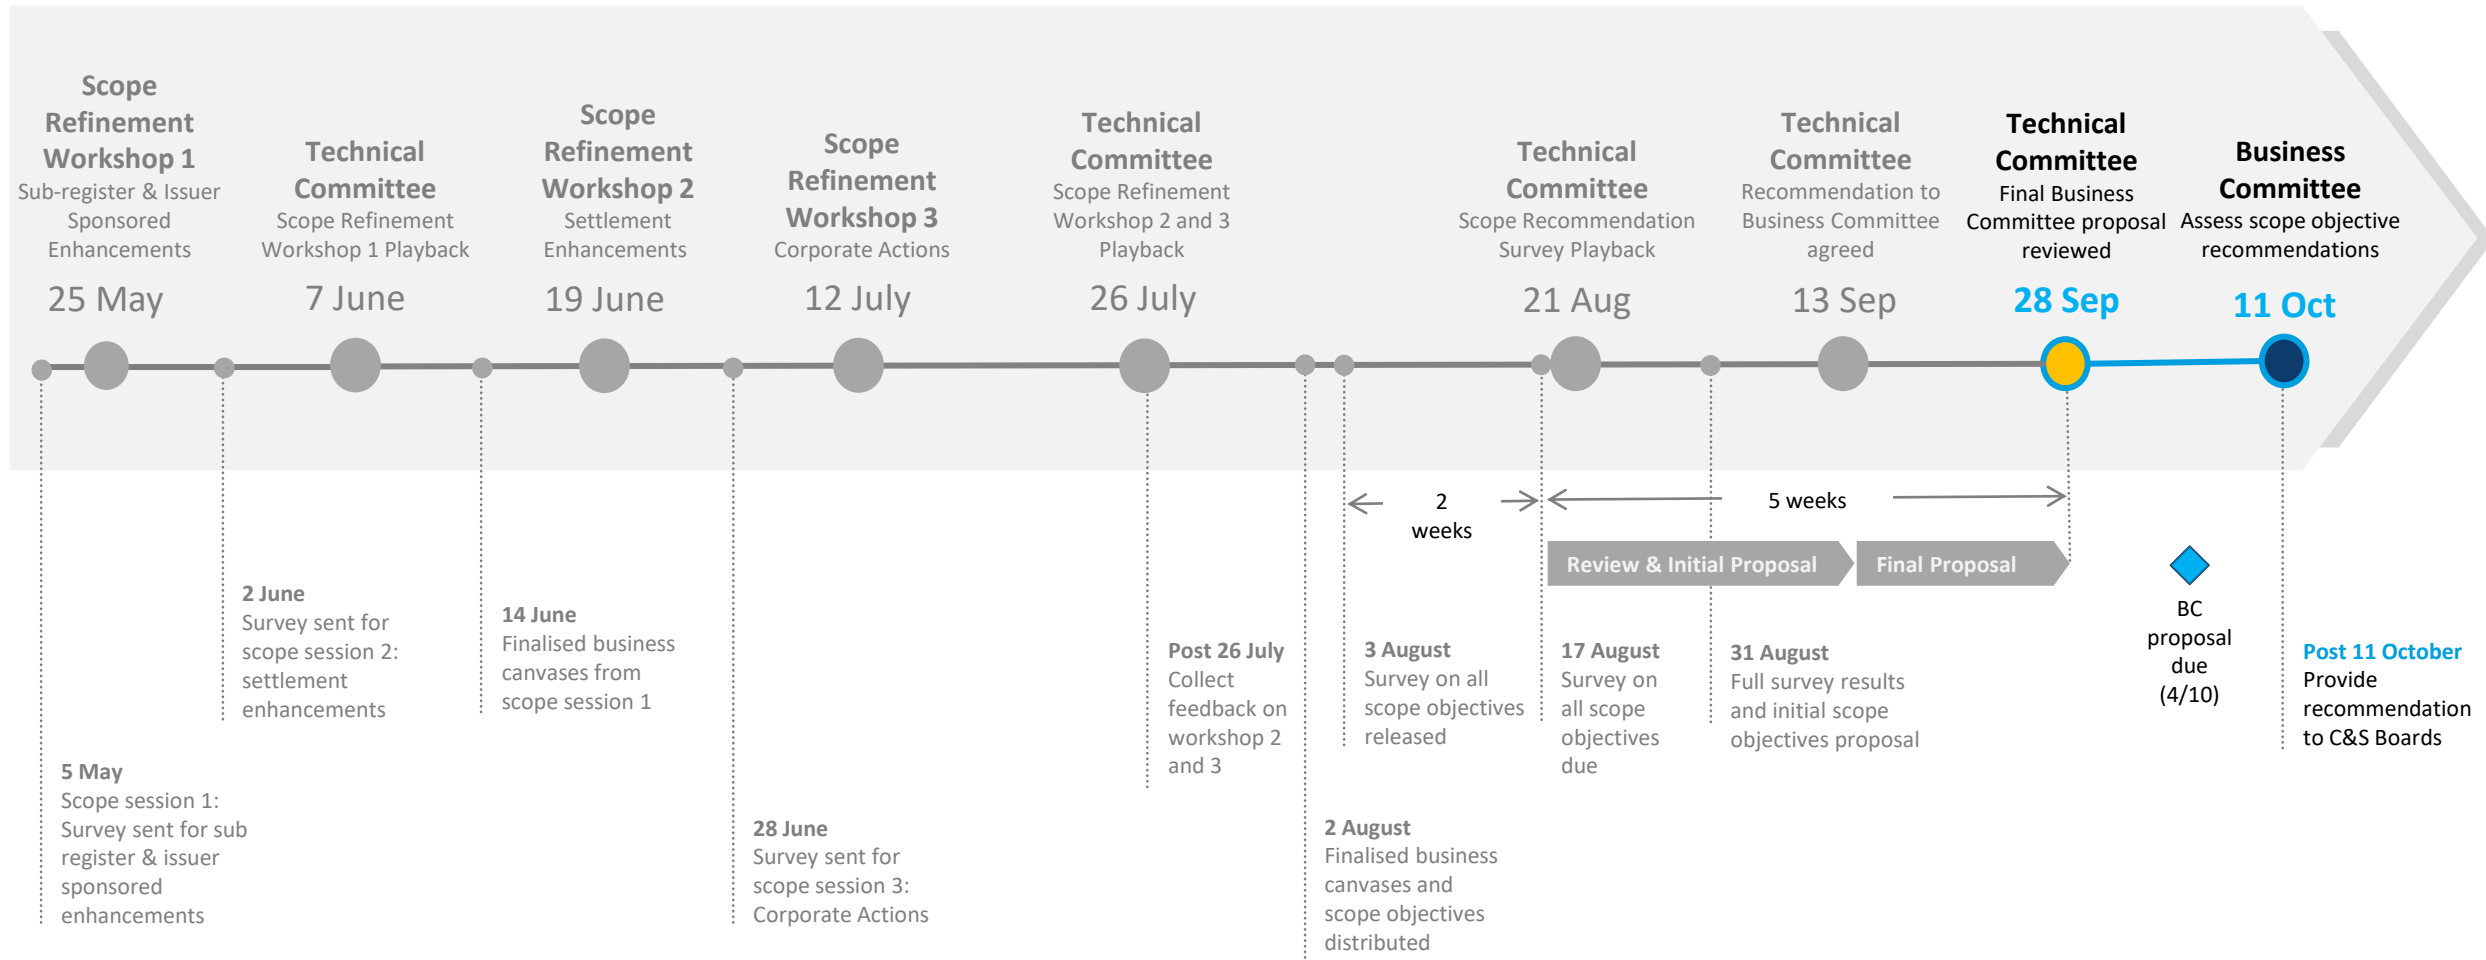 Scope
Refinement
Workshop 1
Sub-register & Issuer
Sponsored
Enhancements
25 May
Technical
Committee
Scope Refinement
Workshop 1 Playback
7 June
Scope
Refinement
Workshop 2
Settlement
Enhancements
19 June
Scope
Refinement
Workshop 3
Corporate Actions
12 July
Technical
Committee
Scope Refinement
Workshop 2 and 3
Playback
26 July
Technical
Committee
Scope Recommendation
Survey Playback
21 Aug
Technical
Committee
Recommendation to
Business Committee
agreed
13 Sep
Technical
Committee
Final Business
Committee proposal
reviewed
28 Sep
Business
Committee
Assess scope objective
recommendations
11 Oct
2
weeks
5 weeks
Review & Initial Proposal
Final Proposal
5 May
Scope session 1:
Survey sent for sub
register & issuer
sponsored
enhancements
2 June
Survey sent for
scope session 2:
settlement
enhancements
14 June
Finalised business
canvases from
scope session 1
28 June
Survey sent for
scope session 3:
Corporate Actions
Post 26 July
Collect
feedback on
workshop 2
and 3
2 August
Finalised business
canvases and
scope objectives
distributed
3 August
Survey on all
scope objectives
released
17 August
Survey on
all scope
objectives
due
31 August
Full survey results
and initial scope
objectives proposal
BC
proposal
due
(4/10)
Post 11 October
Provide
recommendation
to C&S Boards